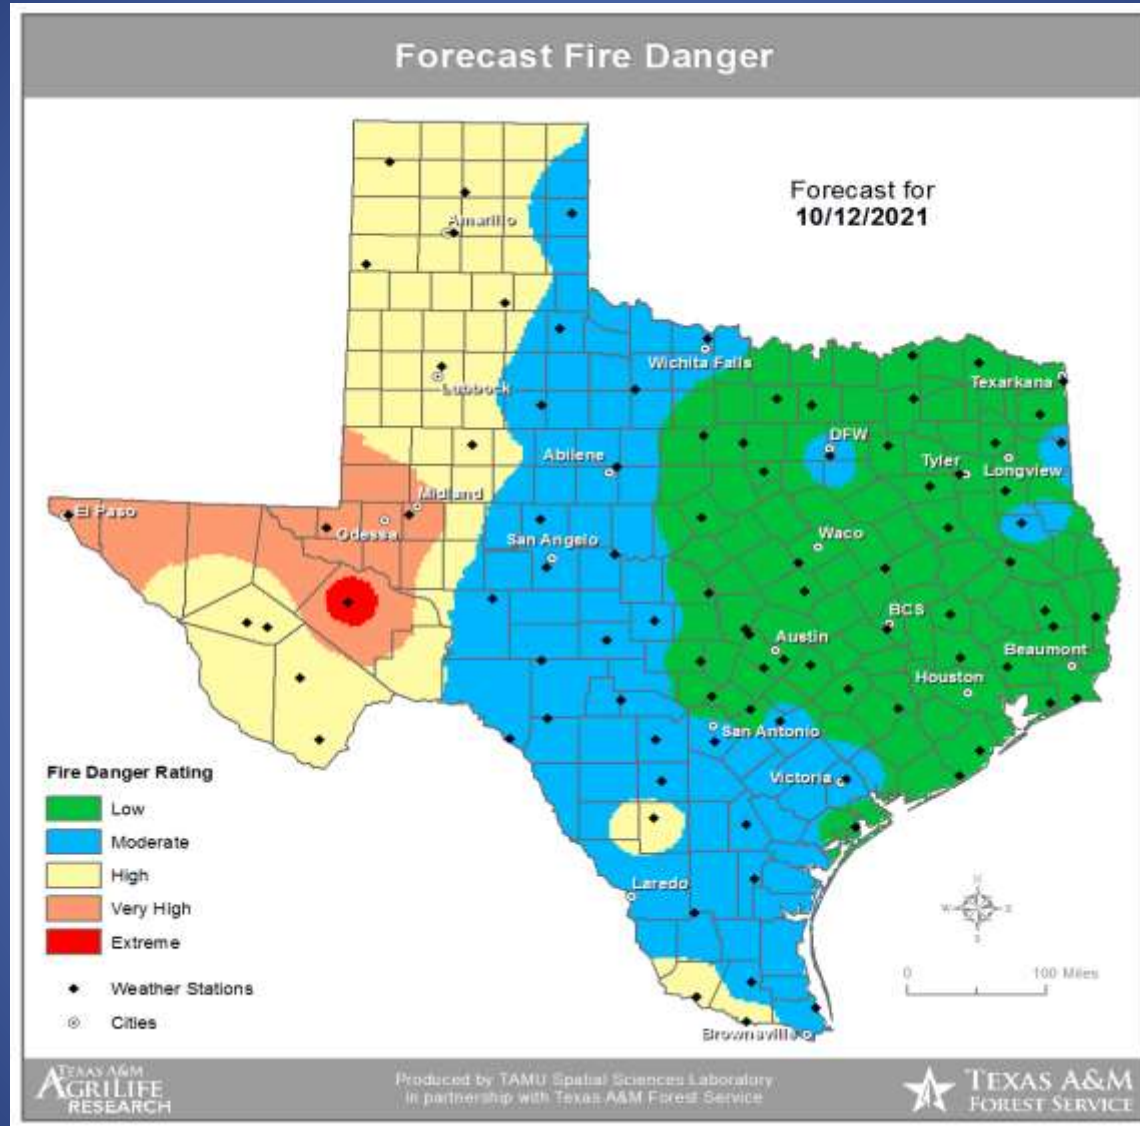 Forecast Fire Danger
Forecast for
10/12/2021
Amarillo
Wichita Falls
Lubbock
Texarkana
DFW
Abilene
Tyler
Longview
Midland
El Paso
Odessa
San Angelo
Waco
BCS
Austin
Beaumont
Houston
San Antonio
Victoria
Laredo
Brownsville
Fire Danger Rating
Low
Moderate
High
Very High
Extreme
Weather Stations
Cities
N
W E
S
0 100 Miles
TEXAS A&M
AGRILIFE
RESEARCH
Produced by TAMU Spatial Sciences Laboratory
in partnership with Texas A&M Forest Service
TEXAS A&M
FOREST SERVICE